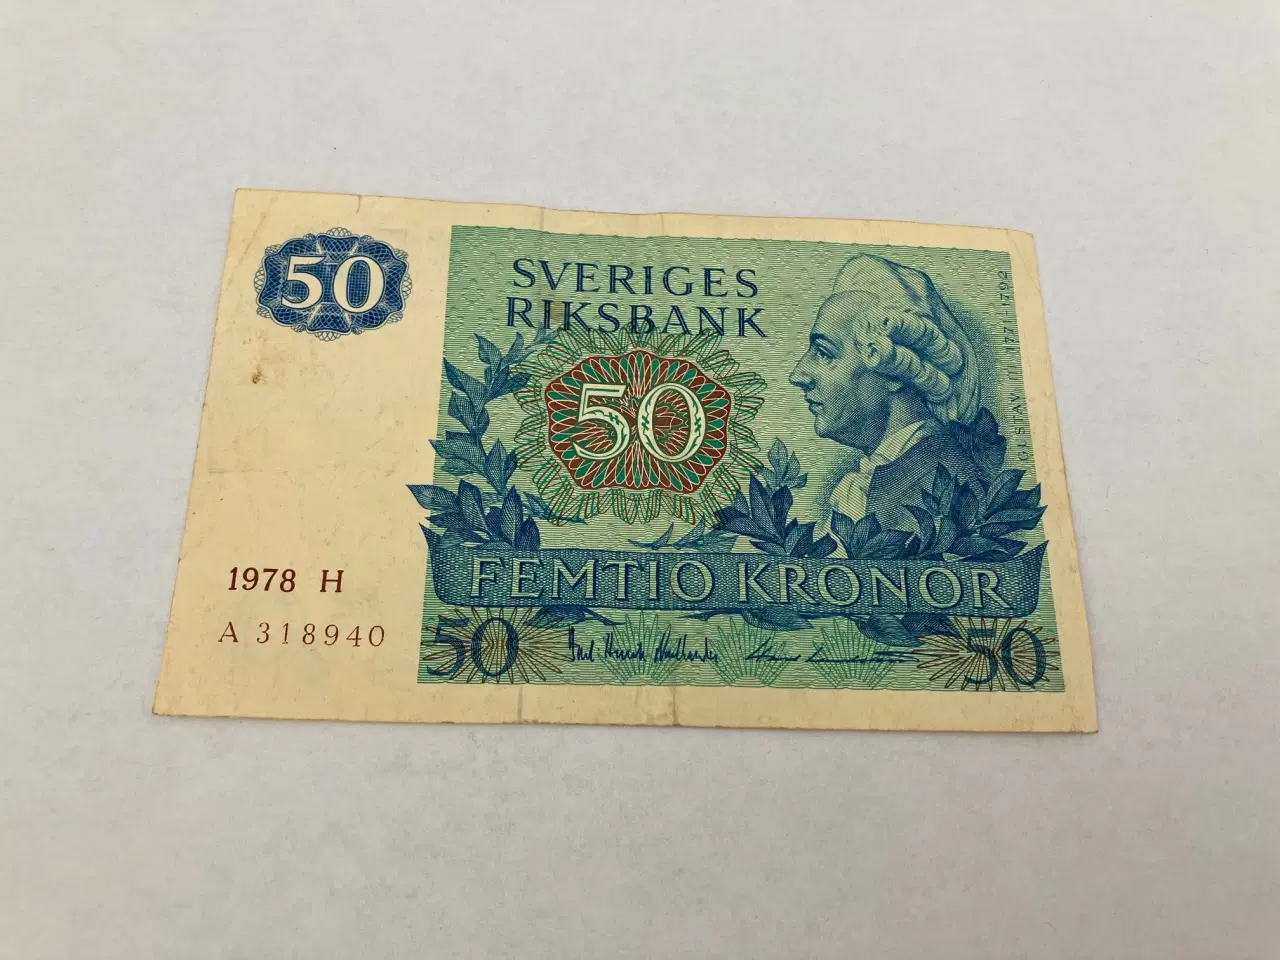 50
SVERIGES
RIKSBANK
50
GUSTAV III 1771-1792
1978 H
A 318940
FEMTIO KRONOR
50
50